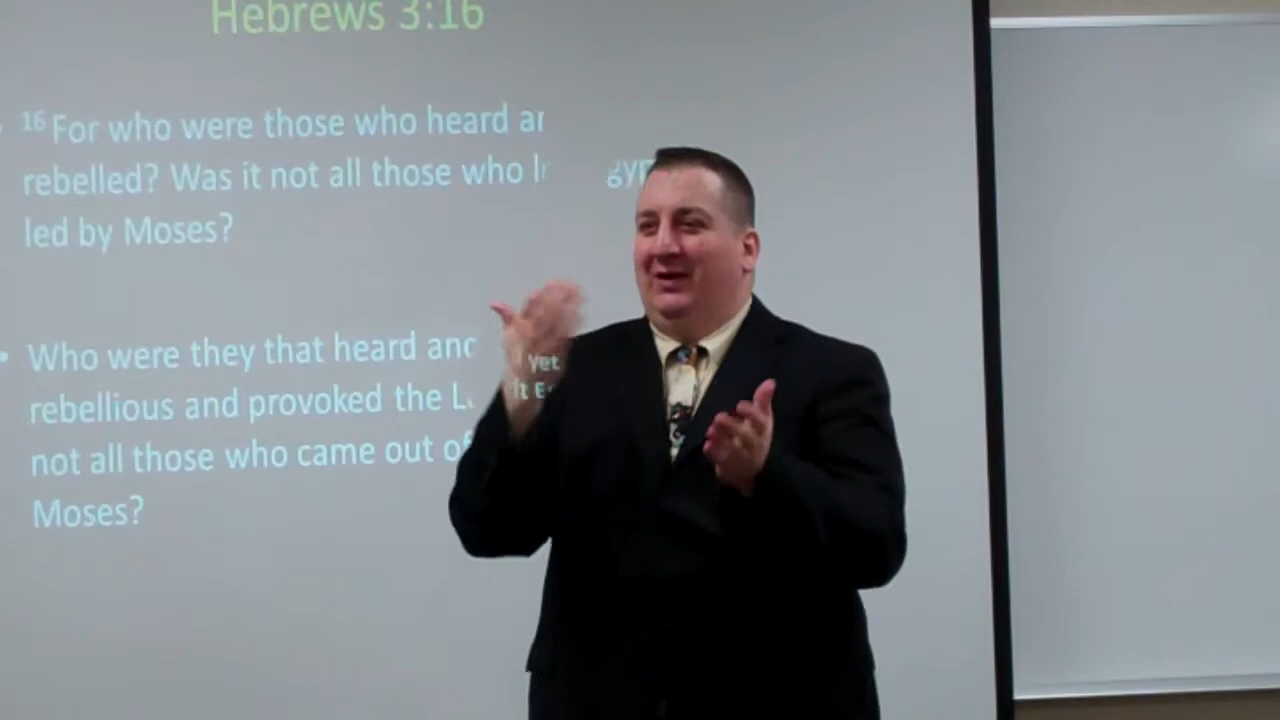 Hebrews 3:16
• 16 For who were those who heard
rebelled? Was it not all those who
led by Moses?
• Who were they that heard and yet
rebellious and provoked the
not all those who came out of
Moses?